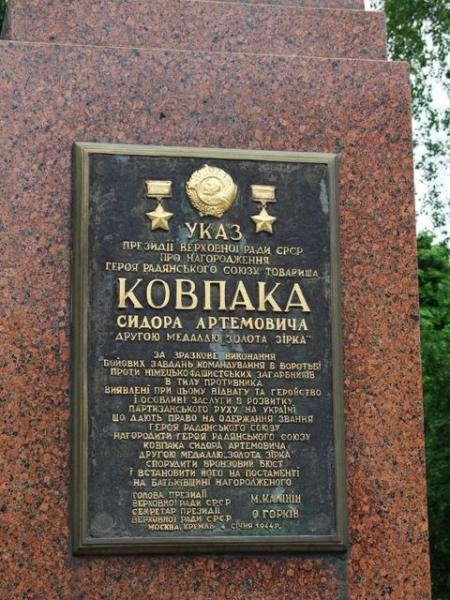 УКАЗ
ПРЕЗИДІЇ ВЕРХОВНОЇ РАДИ ЄРСР
ПРО НАГОРОДЖЕННЯ
ГЕРОЯ РАДЯНСЬКОГО СОЮЗУ ТОВАРИША
КОВПАКА
СИДОРА АРТЕМОВИЧА
ДРУГОЮ МЕДАЛЛЮ „ЗОЛОТА ЗІРКА"
ЗА ЗРАЗКОВЕ ВИКОНАННЯ
БОЙОВИХ ЗАВДАНЬ КОМАНДУВАННЯ В БОРОТЬБІ
ПРОТИ НІМЕЦЬКОФАШИСТСЬКИХ ЗАГАРБНИКІВ
В ТИЛУ ПРОТИВНИКА
ВИЯВЛЕНІ ПРИ ЦЬОМУ ВІДВАГУ ТА ГЕРОЙСТВО
І ОСОБЛИВІ ЗАСЛУГИ В РОЗВИТКУ
ПАРТИЗАНСЬКОГО РУХУ НА УКРАЇНІ
ЩО ДАЮТЬ ПРАВО НА ОДЕРЖАННЯ ЗВАННЯ
ГЕРОЯ РАДЯНСЬКОГО СОЮЗУ
НАГОРОДИТИ ГЕРОЯ РАДЯНСЬКОГО СОЮЗУ
КОВПАКА СИДОРА АРТЕМОВИЧА
ДРУГОЮ МЕДАЛЛЮ „ЗОЛОТА ЗІРКА"
СПОРУДИТИ БРОНЗОВИЙ БЮСТ
І ВСТАНОВИТИ ЙОГО НА ПОСТАМЕНТІ
НА БАТЬКІВЩИНІ НАГОРОДЖЕНОГО
ГОЛОВА ПРЕЗИДІЇ
ВЕРХОВНОЇ РАДИ СРСР М. КАЛІНІН
СЕКРЕТАР ПРЕЗИДІЇ
ВЕРХОВНОЇ РАДИ СРСР О. ГОРКІН
МОСКВА, КРЕМЛЬ 4 СІЧНЯ 1944 Р.